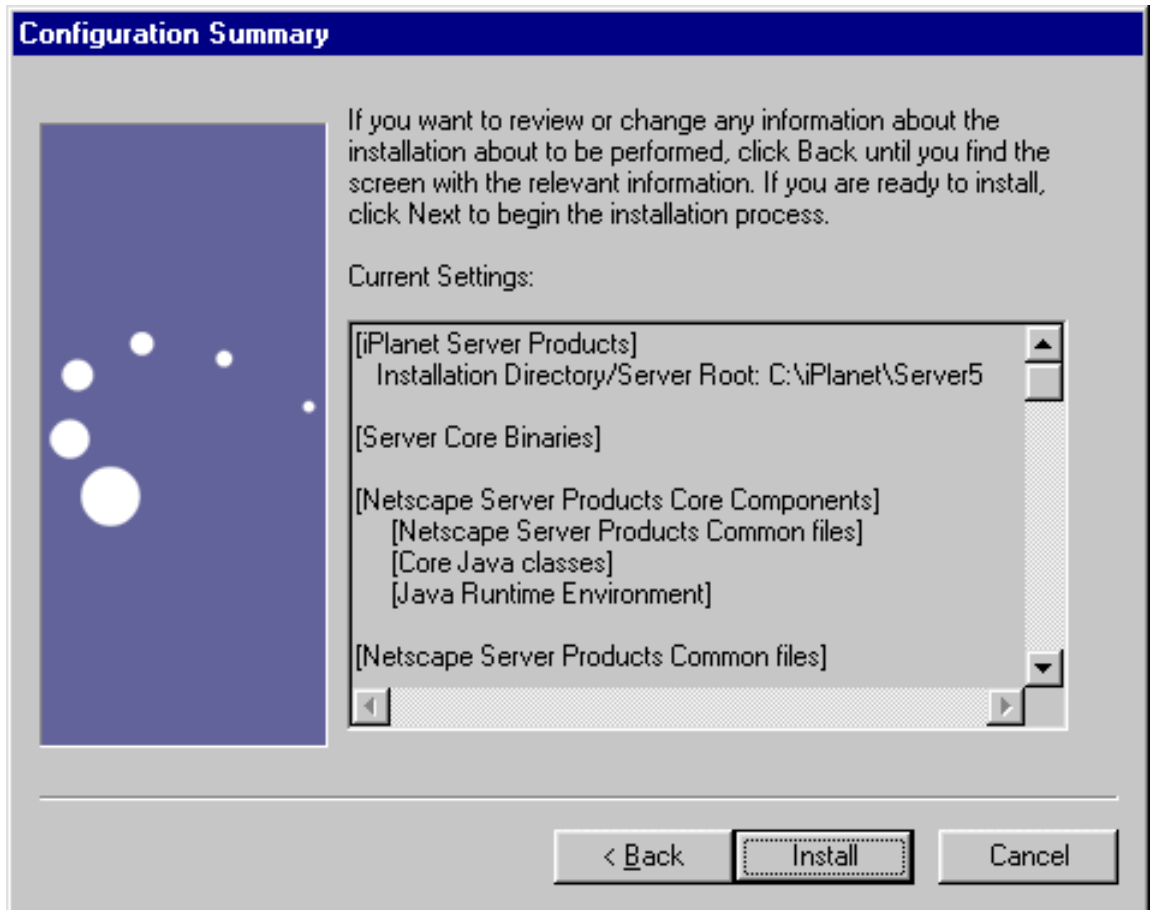 Configuration Summary
If you want to review or change any information about the
installation about to be performed, click Back until you find the
screen with the relevant information. If you are ready to install,
click Next to begin the installation process.
Current Settings:
[iPlanet Server Products]
Installation Directory/Server Root: C:\iPlanet\Server5
[Server Core Binaries]
[Netscape Server Products Core Components]
[Netscape Server Products Common files]
[Core Java classes]
[Java Runtime Environment]
[Netscape Server Products Common files]
< Back
Install
Cancel